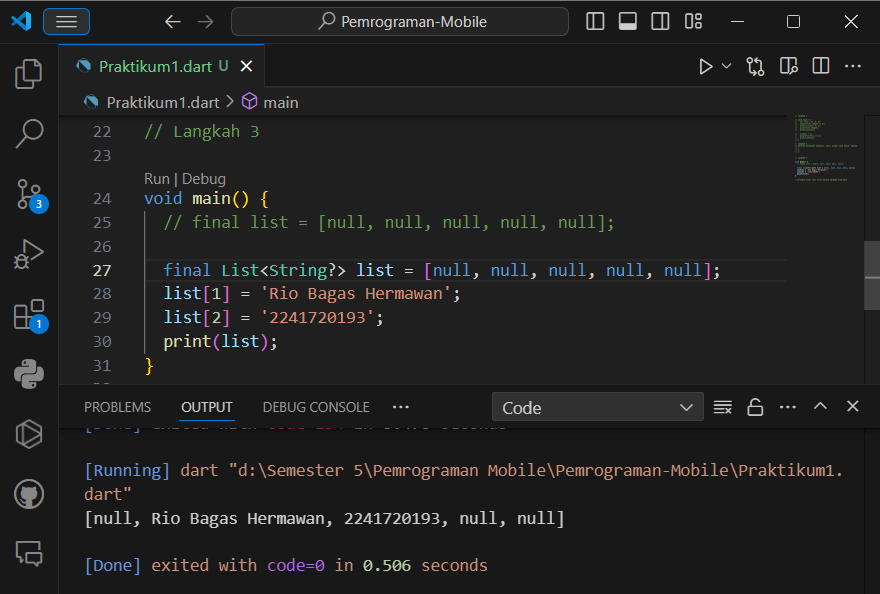 Pemrograman-Mobile
Praktikum1.dart U
Praktikum1.dart > main
22 // Langkah 3
23
Run | Debug
24 void main() {
25 // final list = [null, null, null, null, null];
26
27 final List<String?> list = [null, null, null, null, null];
28 list[1] = 'Rio Bagas Hermawan';
29 list[2] = '2241720193';
30 print(list);
31 }
3
1
PROBLEMS OUTPUT DEBUG CONSOLE ··· Code
[Running] dart "d:\Semester 5\Pemrograman Mobile\Pemrograman-Mobile\Praktikum1.
dart"
[null, Rio Bagas Hermawan, 2241720193, null, null]
[Done] exited with code=0 in 0.506 seconds